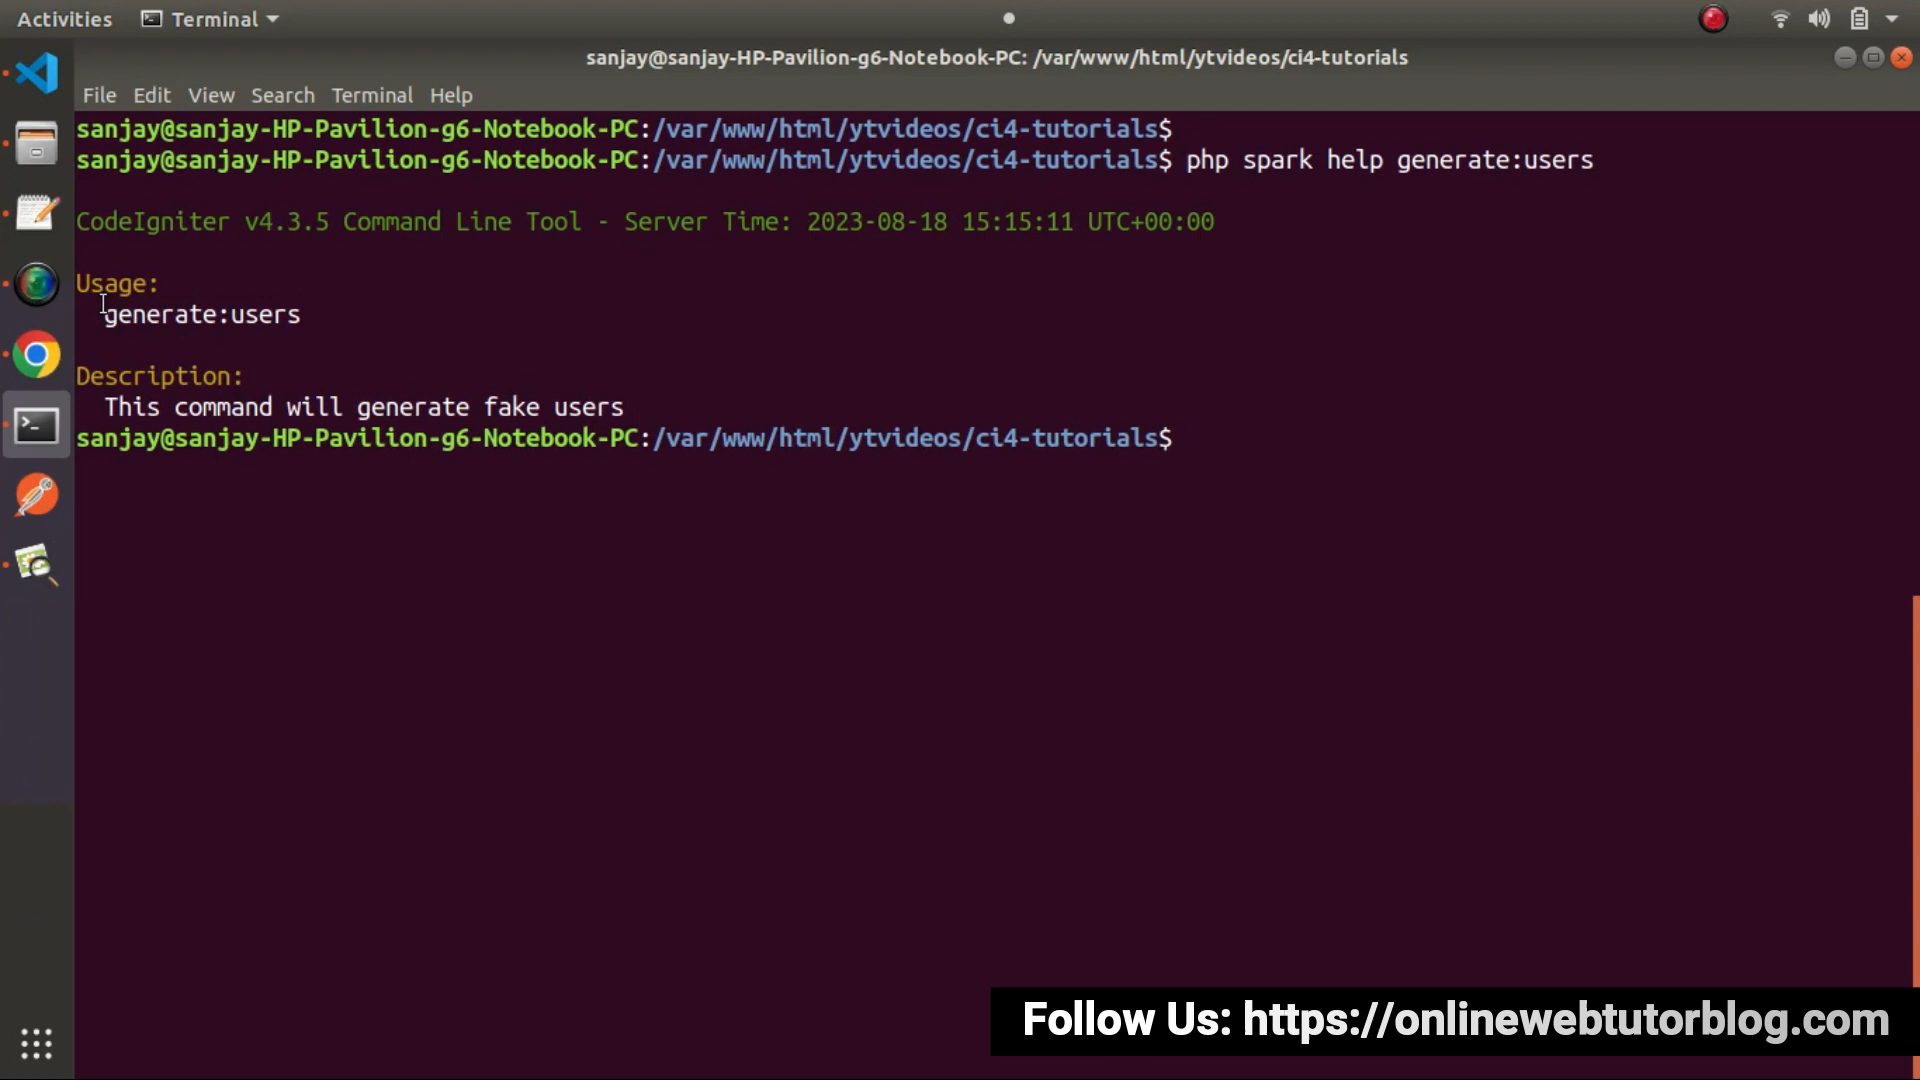 Activities Terminal
sanjay@sanjay-HP-Pavilion-g6-Notebook-PC: /var/www/html/ytvideos/ci4-tutorials
File Edit View Search Terminal Help
sanjay@sanjay-HP-Pavilion-g6-Notebook-PC:/var/www/html/ytvideos/ci4-tutorials$
sanjay@sanjay-HP-Pavilion-g6-Notebook-PC:/var/www/html/ytvideos/ci4-tutorials$ php spark help generate:users
CodeIgniter v4.3.5 Command Line Tool - Server Time: 2023-08-18 15:15:11 UTC+00:00
Usage:
generate:users
Description:
This command will generate fake users
sanjay@sanjay-HP-Pavilion-g6-Notebook-PC:/var/www/html/ytvideos/ci4-tutorials$
Follow Us: https://onlinewebtutorblog.com